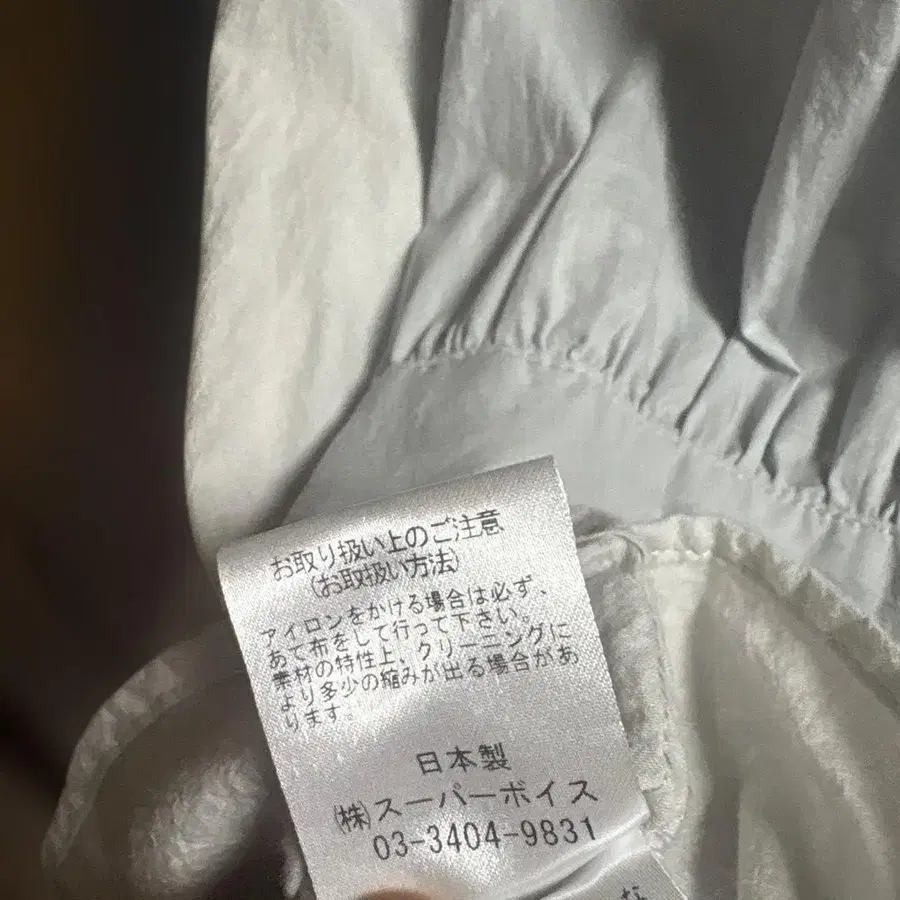 お取り扱い上のご注意
(お取扱い方法)
アイロンをかける場合は必ず、
あて布をして行って下さい。
素材の特性上、クリーニングに
より多少の縮みが出る場合があ
ります。
日本製
(株)スーパーボイス
03-3404-9831